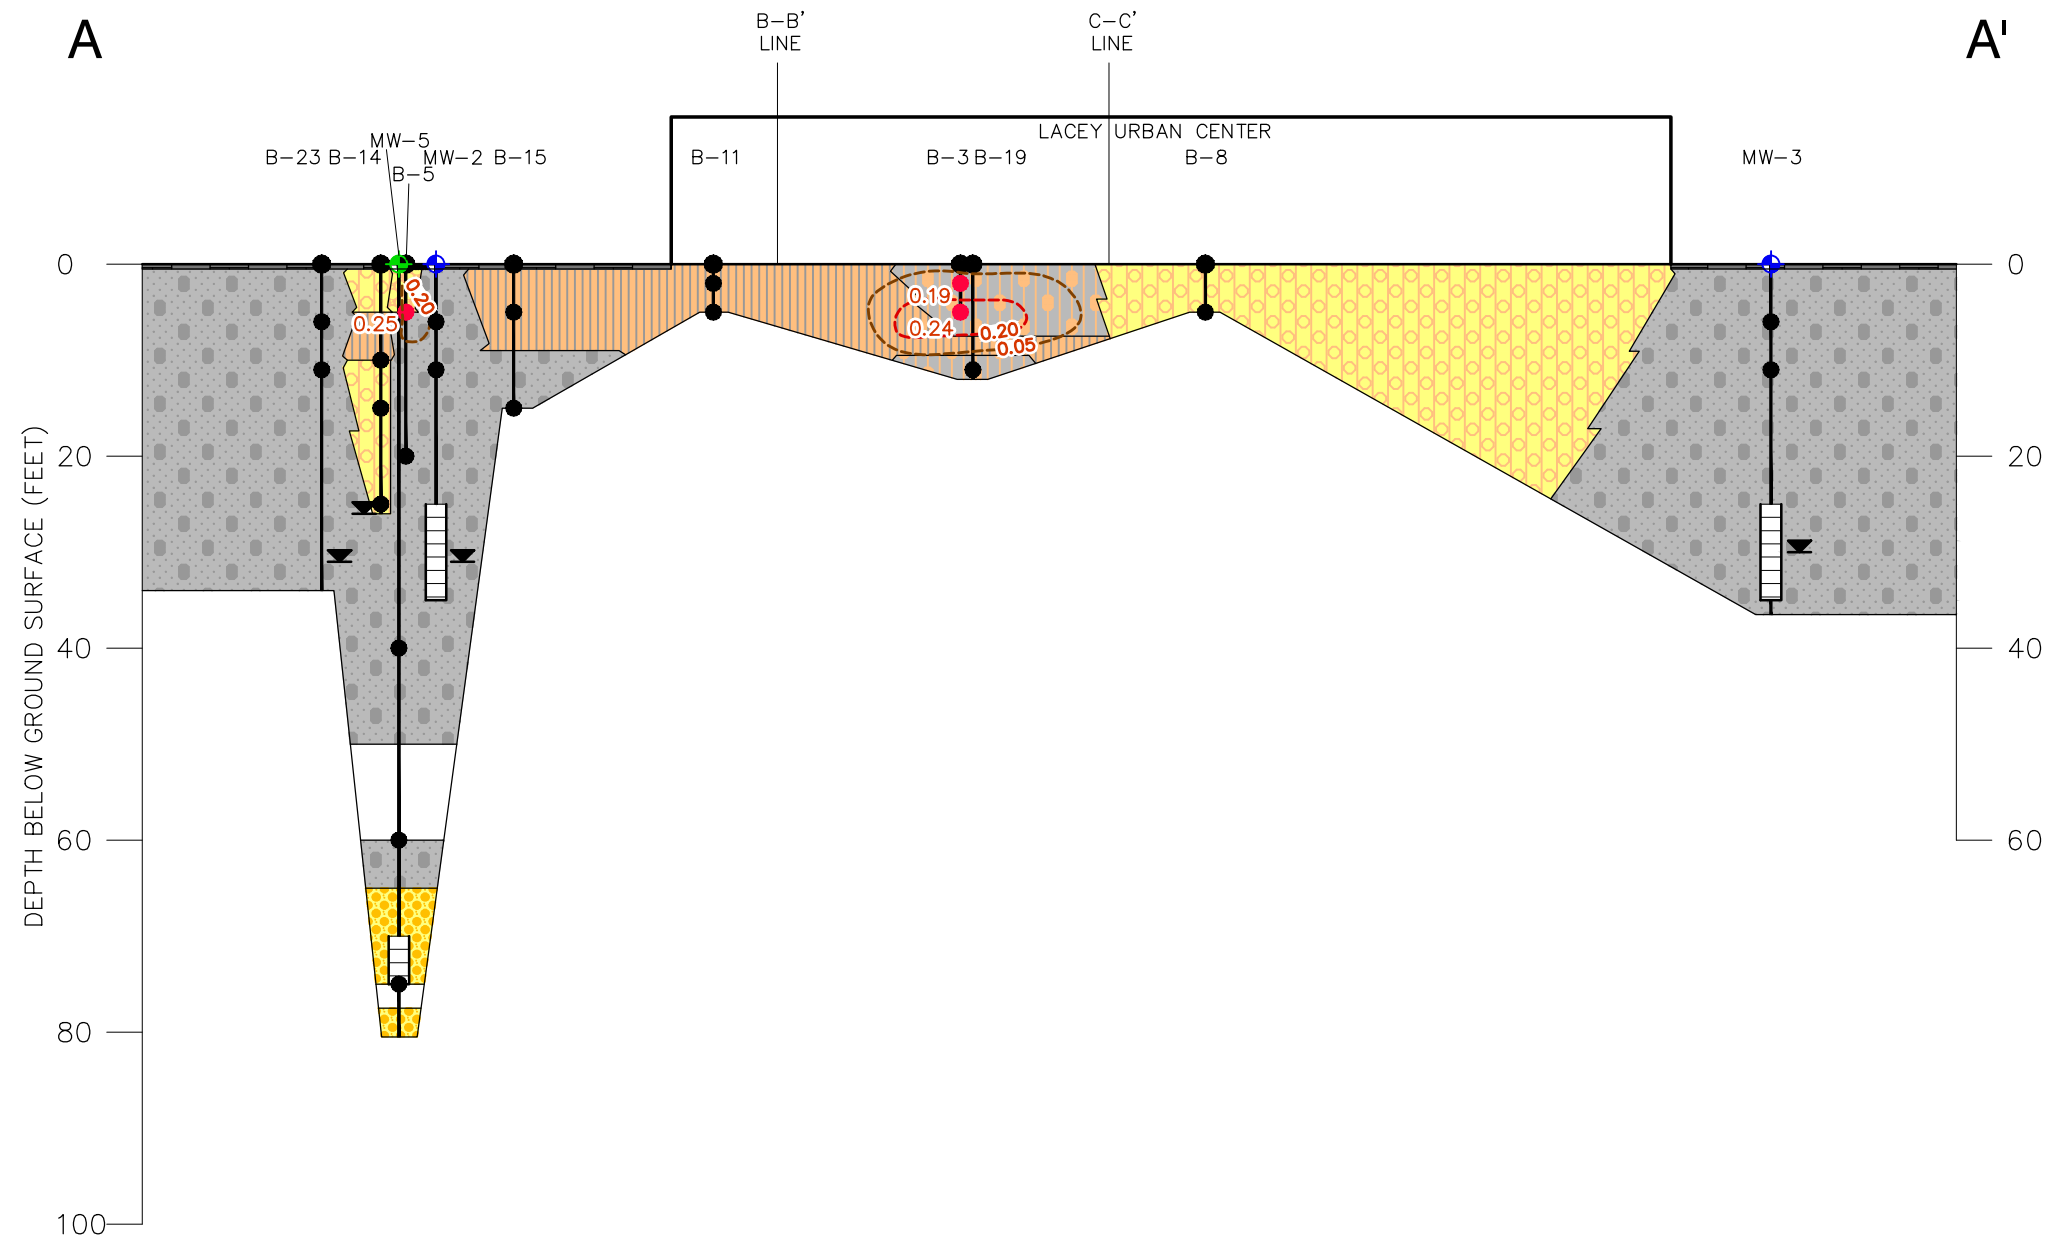 A
B-B'
LINE
C-C'
LINE
A'
LACEY URBAN CENTER
MW-5
B-23 B-14
MW-2 B-15
B-5
B-11
B-3 B-19
B-8
MW-3
0
0
0.20
0.19
0.25
0.24
0.20
0.05
20
20
40
40
60
60
80
100
DEPTH BELOW GROUND SURFACE (FEET)